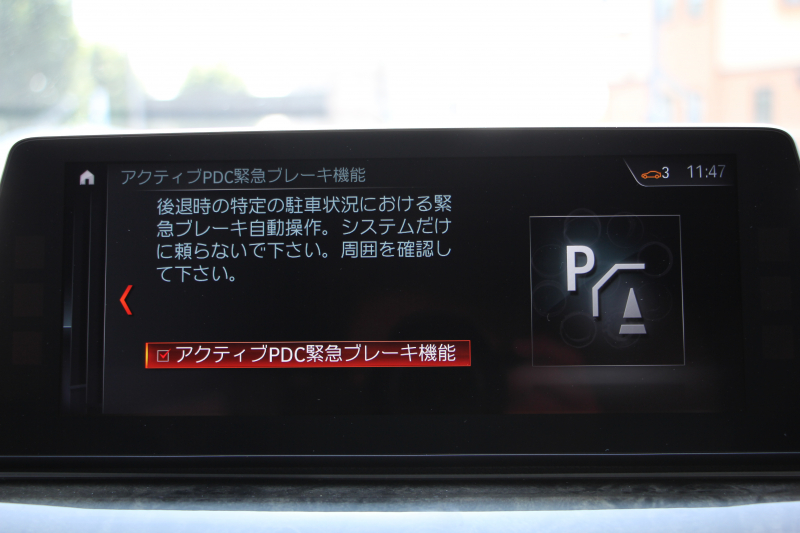 アクティブPDC緊急ブレーキ機能
3 11:47
後退時の特定の駐車状況における緊
急ブレーキ自動操作。システムだけ
に頼らないで下さい。周囲を確認し
て下さい。
P
アクティブPDC緊急ブレーキ機能